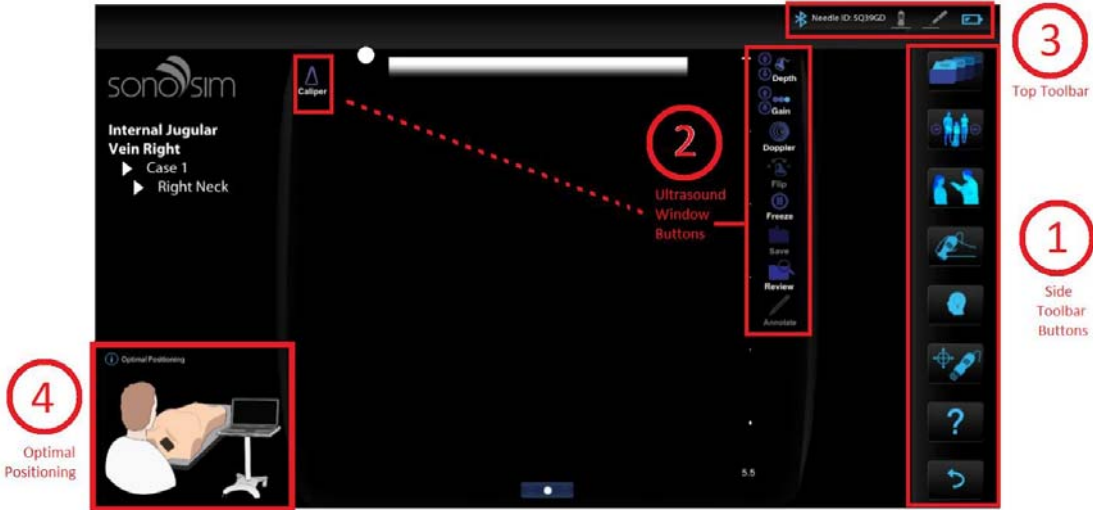 Needle ID: SQ39GD
3
Top Toolbar
sonosim
Caliper
Depth
Gain
Doppler
Flip
Freeze
Save
Review
Annotate
Internal Jugular
Vein Right
Case 1
Right Neck
2
Ultrasound
Window
Buttons
1
Side
Toolbar
Buttons
i Optimal Positioning
4
Optimal
Positioning
?
5.5